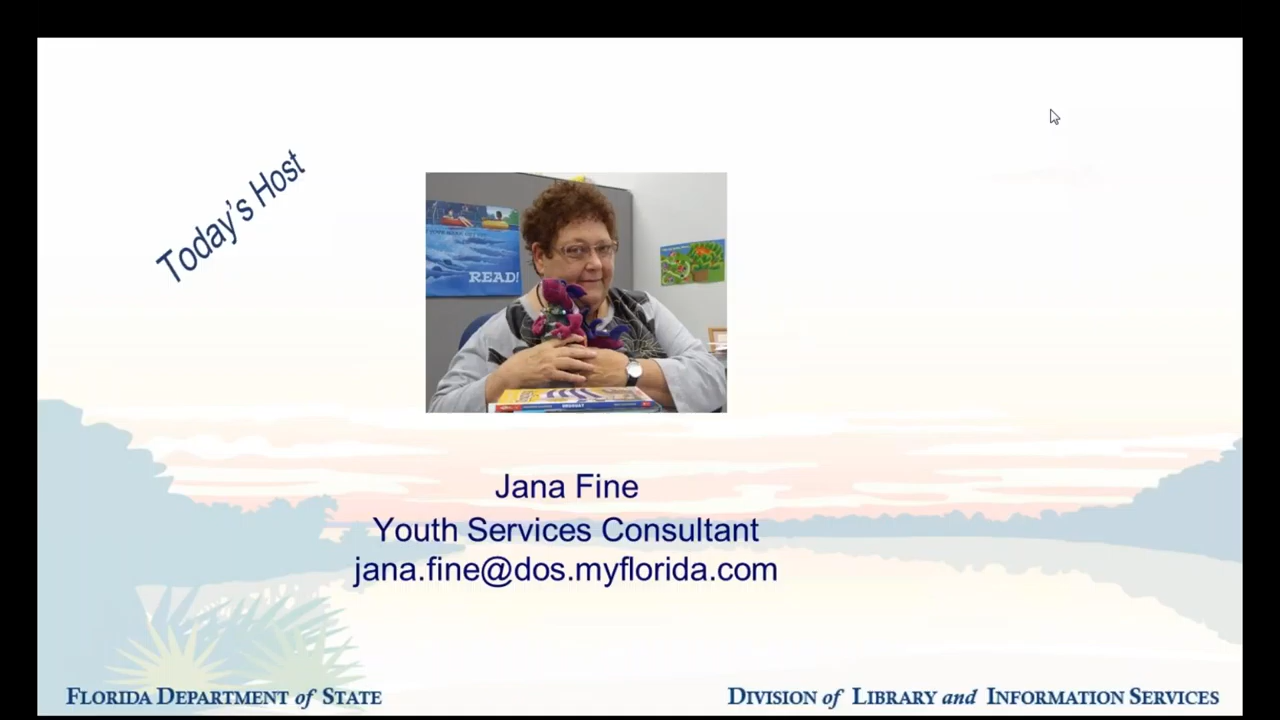 Today's Host
READ!
Jana Fine
Youth Services Consultant
jana.fine@dos.myflorida.com
FLORIDA DEPARTMENT of STATE
DIVISION of LIBRARY and INFORMATION SERVICES